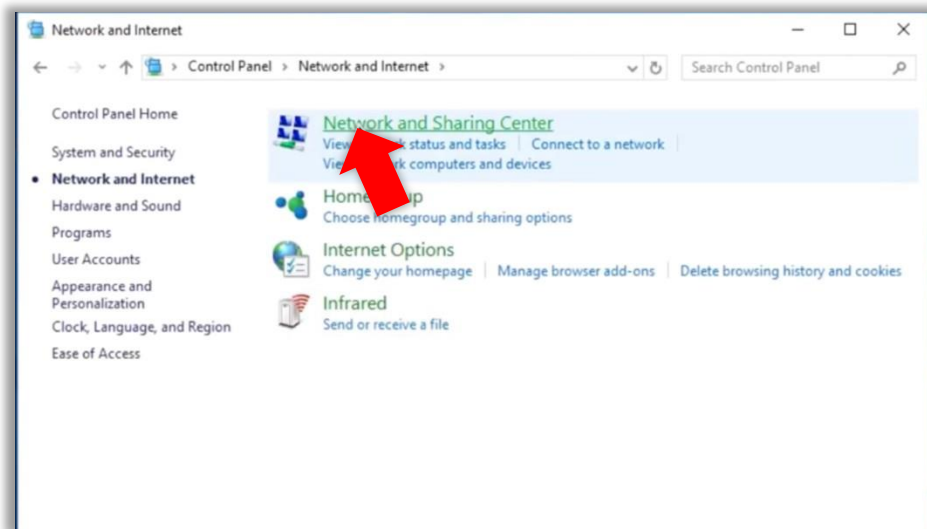 Network and Internet
Control Panel > Network and Internet >
Search Control Panel
Control Panel Home
System and Security
Network and Internet
Hardware and Sound
Programs
User Accounts
Appearance and
Personalization
Clock, Language, and Region
Ease of Access
Network and Sharing Center
status and tasks
Connect to a network
computers and devices
Choose homegroup and sharing options
Internet Options
Change your homepage
Manage browser add-ons
Delete browsing history and cookies
Infrared
Send or receive a file